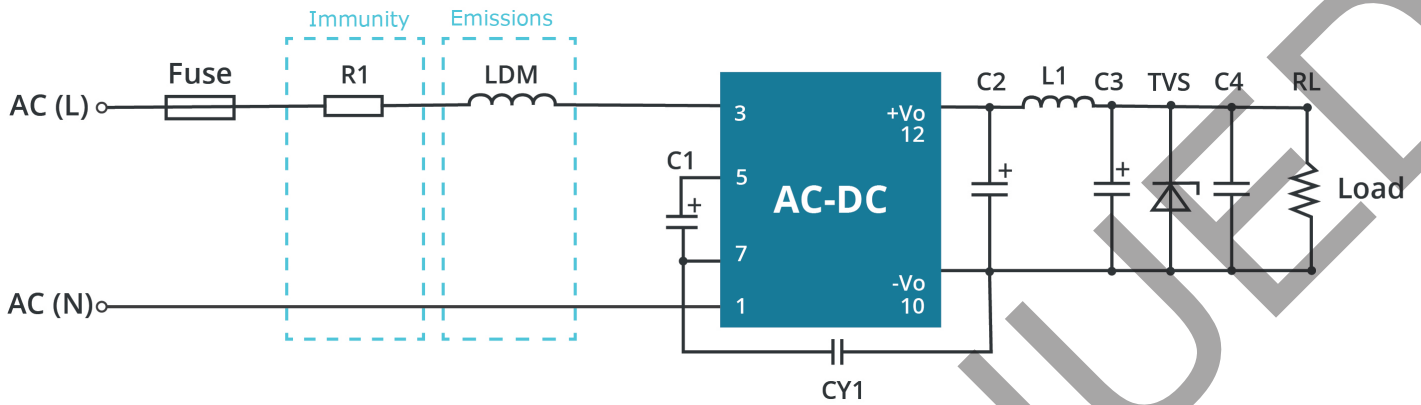 Immunity Emissions
Fuse R1 LDM C2 L1 C3 TVS C4 RL
AC (L) 3 +Vo
12
C1 5
+ + +
AC-DC Load
7
-Vo
AC (N) 1 10
CY1
UED